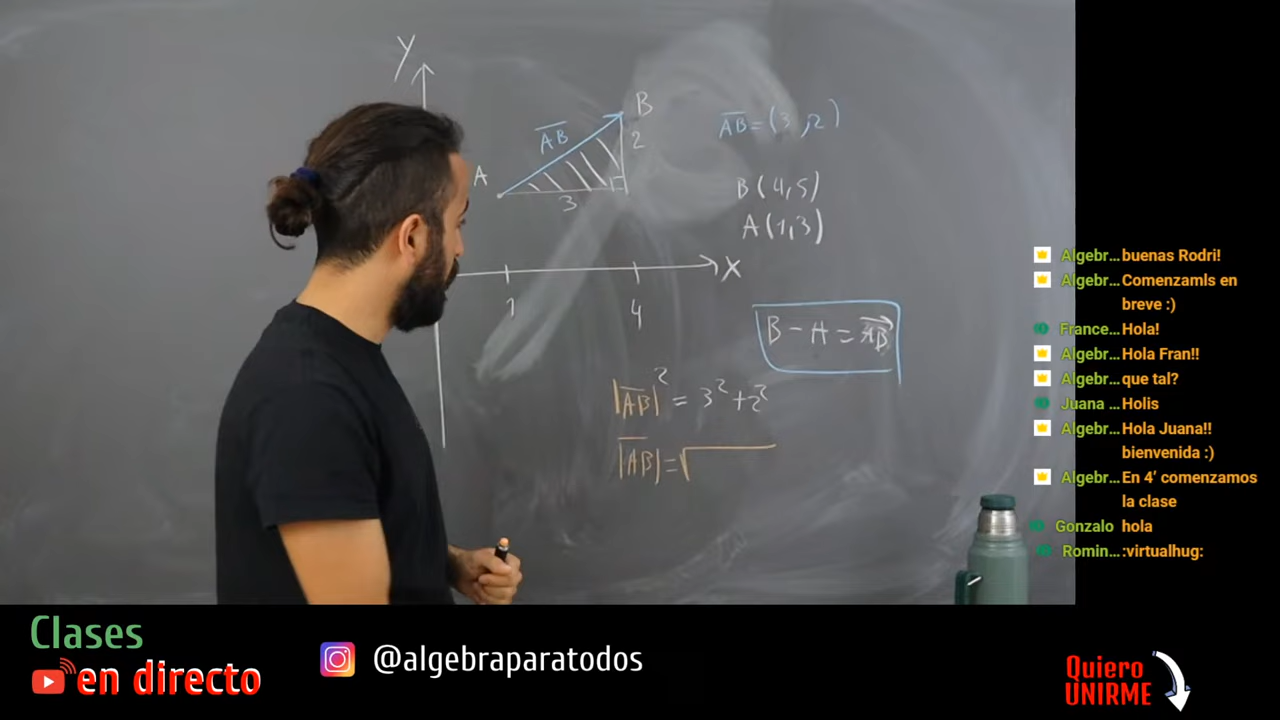 Y
B
AB
2
A
3
X
1
4
AB = (3, 2)
B(4,5)
A(1,3)
B - A = AB
|AB|² = 3² + 2²
|AB| = √
Algebr... buenas Rodri!
Algebr... Comenzamls en
breve :)
France... Hola!
Algebr... Hola Fran!!
Algebr... que tal?
Juana ... Holis
Algebr... Hola Juana!!
bienvenida :)
Algebr... En 4' comenzamos
la clase
Gonzalo hola
Romin... :virtualhug:
Clases
en directo
@algebraparatodos
Quiero
UNIRME